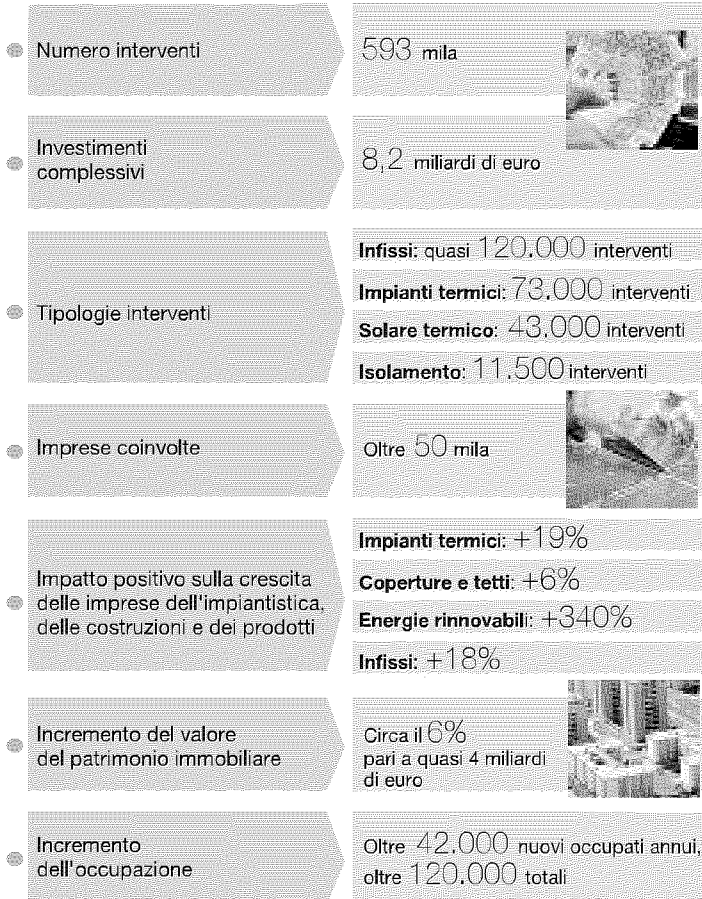 Numero interventi
593 mila
Investimenti
complessivi
8,2 miliardi di euro
Tipologie interventi
Infissi: quasi 120.000 interventi
Impianti termici: 73.000 interventi
Solare termico: 43.000 interventi
Isolamento: 11.500 interventi
Imprese coinvolte
Oltre 50 mila
Impatto positivo sulla crescita
delle imprese dell'impiantistica,
delle costruzioni e dei prodotti
Impianti termici: +19%
Coperture e tetti: +6%
Energie rinnovabili: +340%
Infissi: +18%
Incremento del valore
del patrimonio immobiliare
Circa il 6%
pari a quasi 4 miliardi
di euro
Incremento
dell'occupazione
Oltre 42.000 nuovi occupati annui,
oltre 120.000 totali